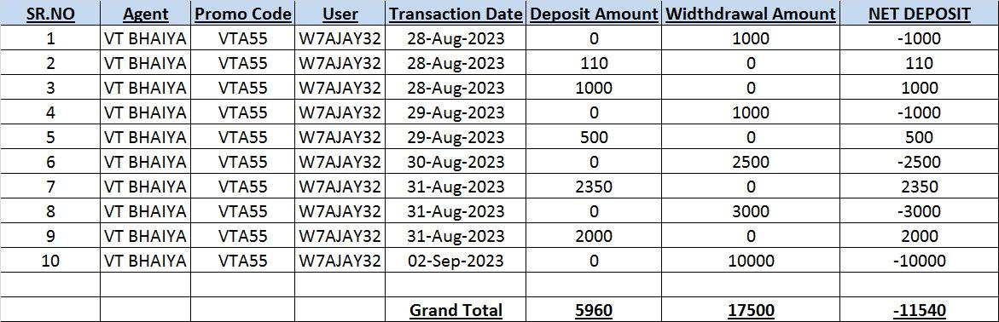 SR.NO Agent Promo Code User Transaction Date Deposit Amount Widthdrawal Amount NET DEPOSIT
1 VT BHAIYA VTA55 W7AJAY32 28-Aug-2023 0 1000 -1000
2 VT BHAIYA VTA55 W7AJAY32 28-Aug-2023 110 0 110
3 VT BHAIYA VTA55 W7AJAY32 28-Aug-2023 1000 0 1000
4 VT BHAIYA VTA55 W7AJAY32 29-Aug-2023 0 1000 -1000
5 VT BHAIYA VTA55 W7AJAY32 29-Aug-2023 500 0 500
6 VT BHAIYA VTA55 W7AJAY32 30-Aug-2023 0 2500 -2500
7 VT BHAIYA VTA55 W7AJAY32 31-Aug-2023 2350 0 2350
8 VT BHAIYA VTA55 W7AJAY32 31-Aug-2023 0 3000 -3000
9 VT BHAIYA VTA55 W7AJAY32 31-Aug-2023 2000 0 2000
10 VT BHAIYA VTA55 W7AJAY32 02-Sep-2023 0 10000 -10000
Grand Total 5960 17500 -11540